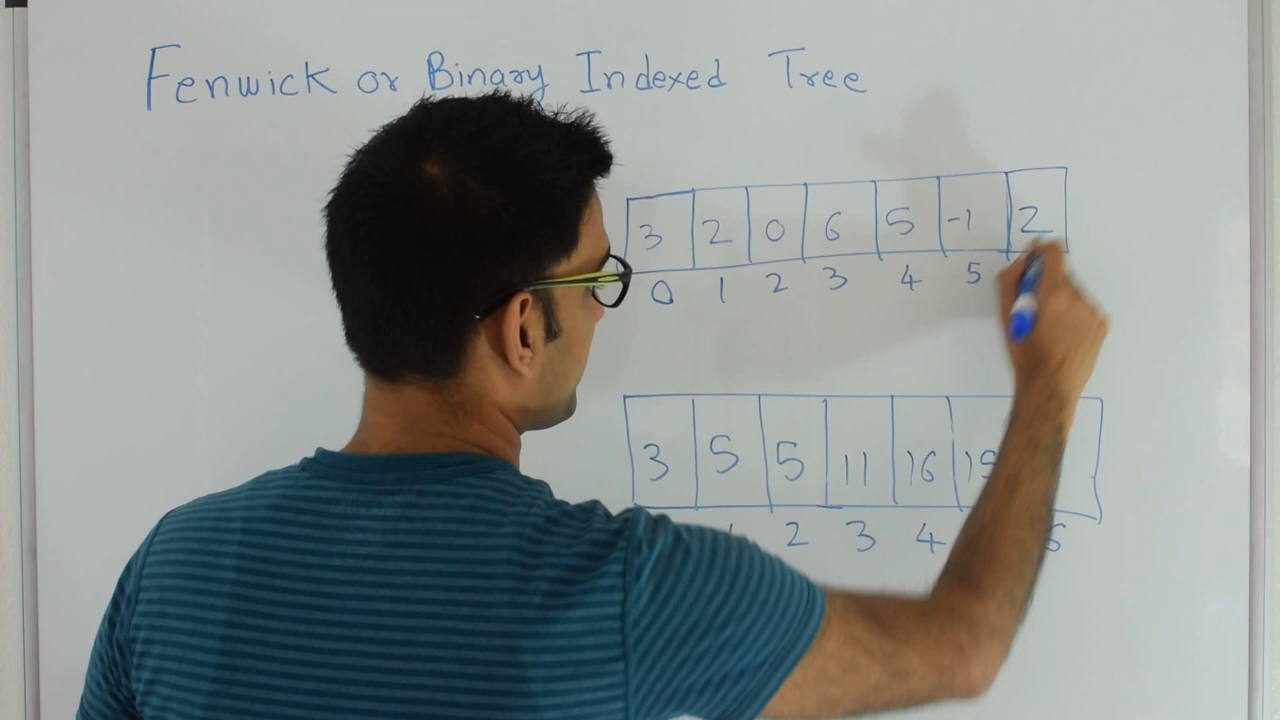 Fenwick or Binary Indexed Tree
3 2 0 6 5 -1 2
0 1 2 3 4 5
3 5 5 11 16 15
2 3 4 6